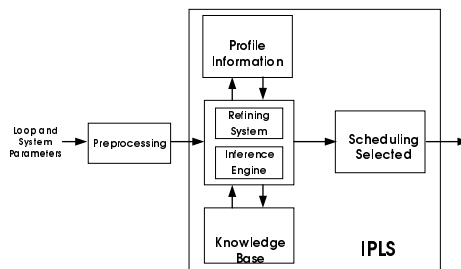 Profile
Information
Refining
System
Inference
Engine
Loop and
System
Parameters
Preprocessing
Scheduling
Selected
Knowledge
Base
IPLS